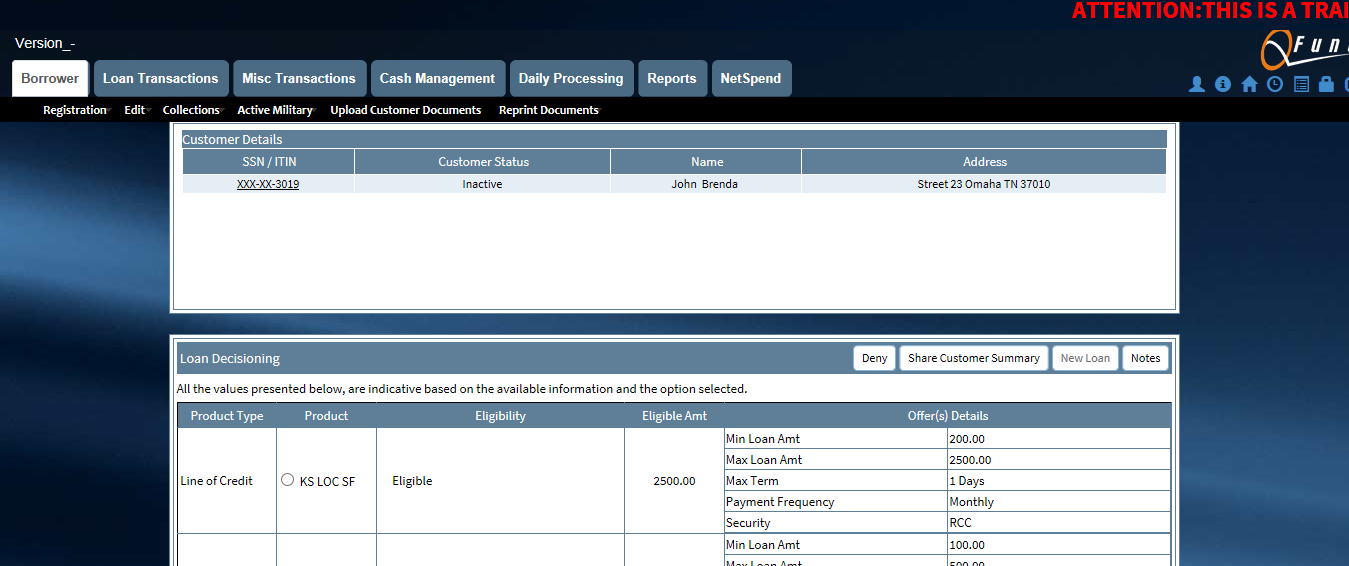 ATTENTION:THIS IS A TRAI
Version_-
Fun
Borrower Loan Transactions Misc Transactions Cash Management Daily Processing Reports NetSpend
Registration Edit Collections Active Military Upload Customer Documents Reprint Documents
Customer Details
SSN / ITIN Customer Status Name Address
XXX-XX-3019 Inactive John Brenda Street 23 Omaha TN 37010
Loan Decisioning Deny Share Customer Summary New Loan Notes
All the values presented below, are indicative based on the available information and the option selected.
Product Type Product Eligibility Eligible Amt Offer(s) Details
Min Loan Amt 200.00
Max Loan Amt 2500.00
Line of Credit KS LOC SF Eligible 2500.00 Max Term 1 Days
Payment Frequency Monthly
Security RCC
Min Loan Amt 100.00
Max Loan Amt 500.00